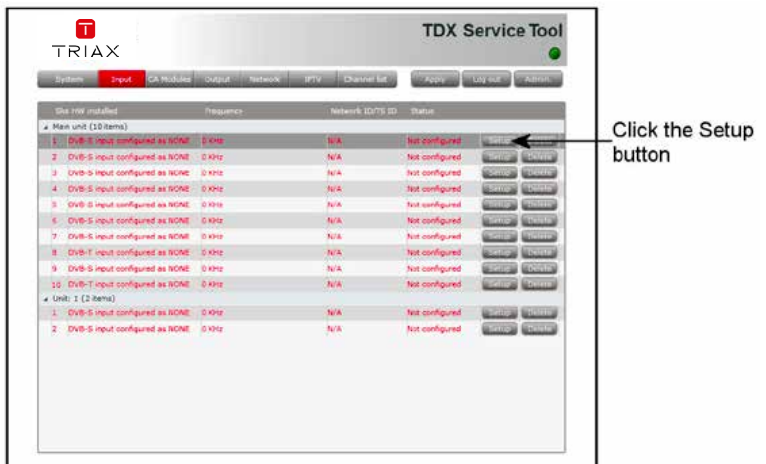 TRIAX
TDX Service Tool
System Input CA Modules Output Network IPTV Channel list Apply Log out Admin.
Slot HW installed Frequency Network ID/TS ID Status
Main unit (10 items)
1 DVB-S input configured as NONE 0 KHz N/A Not configured Setup
2 DVB-S input configured as NONE 0 KHz N/A Not configured Setup Delete
3 DVB-S input configured as NONE 0 KHz N/A Not configured Setup Delete
4 DVB-S input configured as NONE 0 KHz N/A Not configured Setup Delete
5 DVB-S input configured as NONE 0 KHz N/A Not configured Setup Delete
6 DVB-S input configured as NONE 0 KHz N/A Not configured Setup Delete
7 DVB-S input configured as NONE 0 KHz N/A Not configured Setup Delete
8 DVB-T input configured as NONE 0 KHz N/A Not configured Setup Delete
9 DVB-S input configured as NONE 0 KHz N/A Not configured Setup Delete
10 DVB-T input configured as NONE 0 KHz N/A Not configured Setup Delete
Unit: 1 (2 items)
1 DVB-S input configured as NONE 0 KHz N/A Not configured Setup Delete
2 DVB-S input configured as NONE 0 KHz N/A Not configured Setup Delete
Click the Setup
button